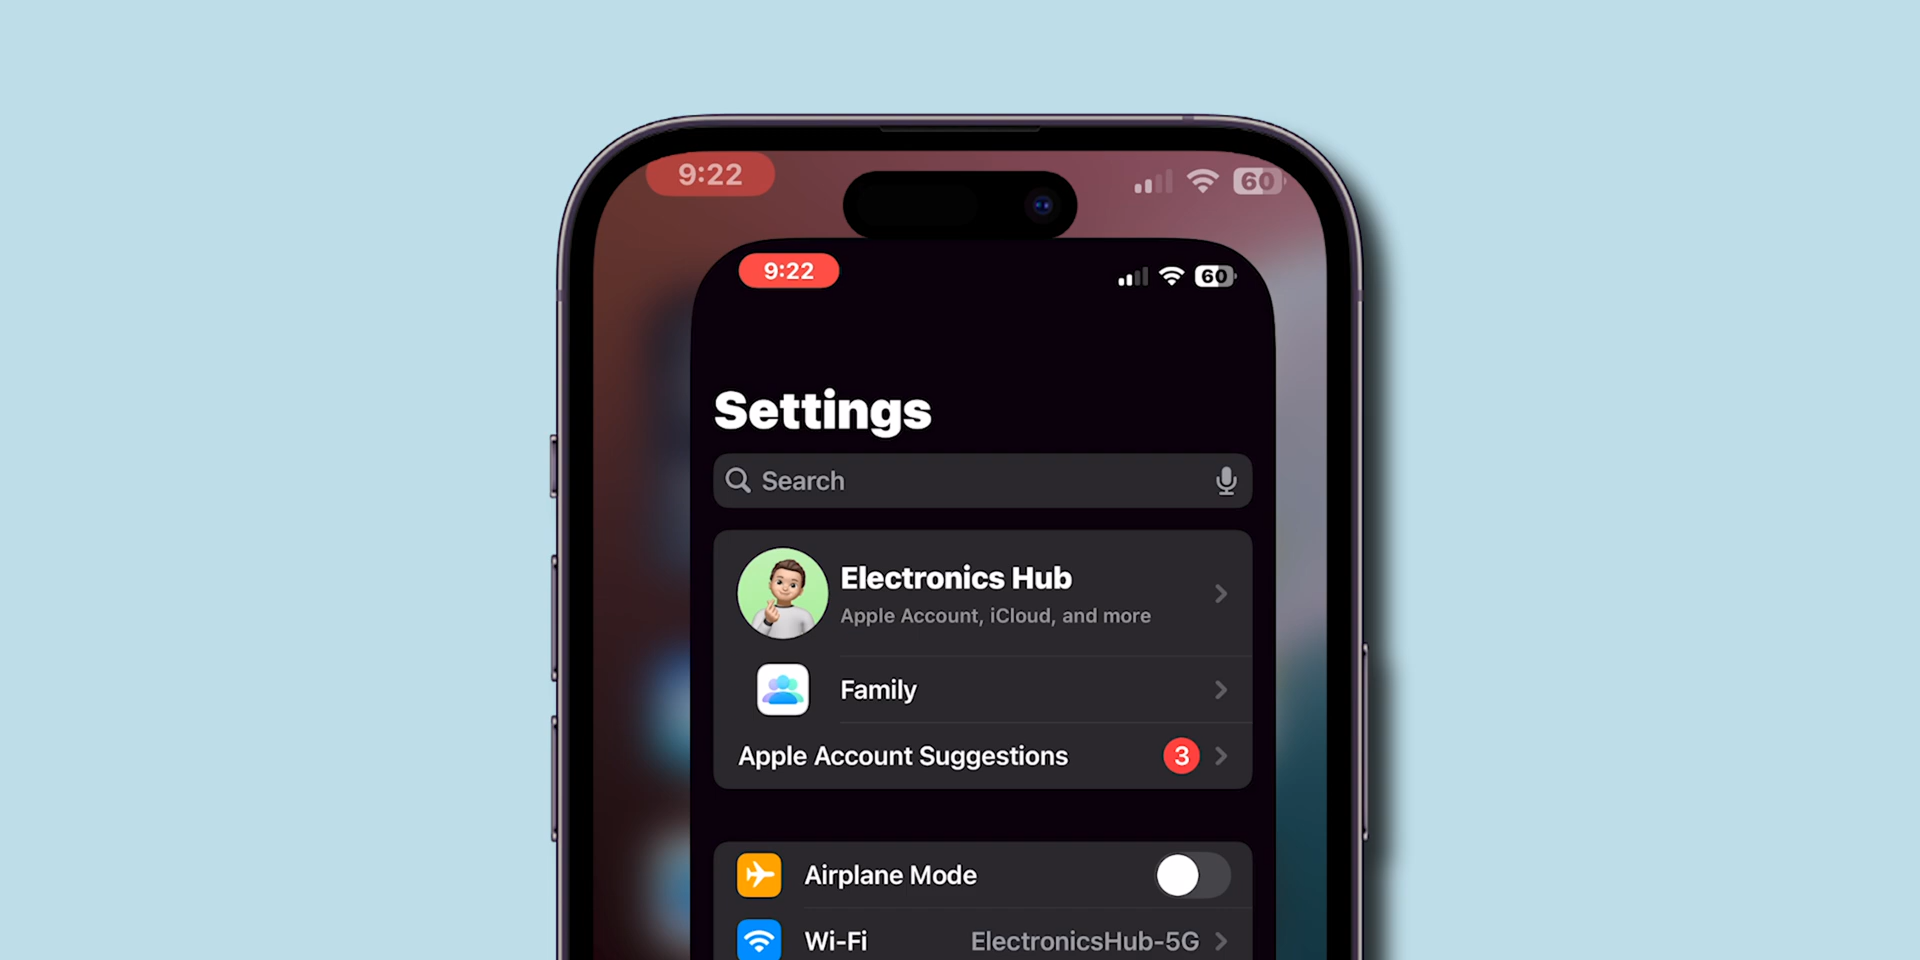 9:22
60
9:22
60
Settings
Search
Electronics Hub
Apple Account, iCloud, and more
Family
Apple Account Suggestions 3
Airplane Mode
Wi-Fi ElectronicsHub-5G